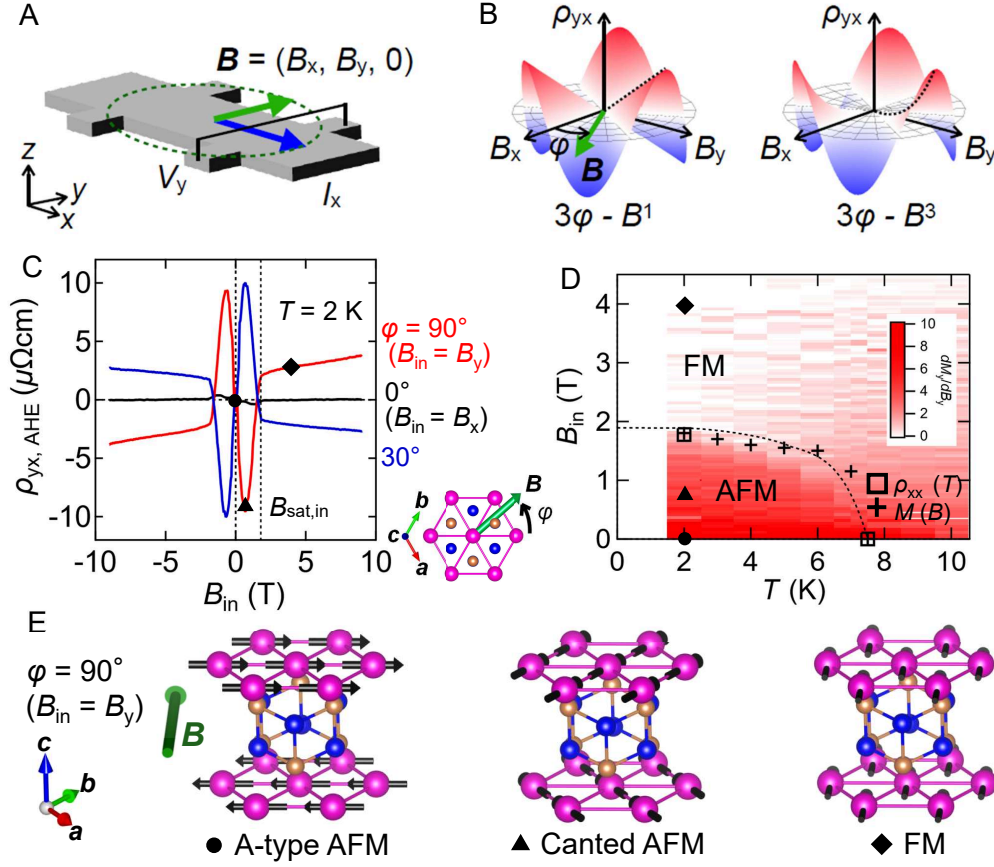 A
B = (Bx, By, 0)
z
y
x
Vy
Ix
B
ρyx
Bx
φ
B
By
3φ - B¹
ρyx
Bx
By
3φ - B³
C
ρyx, AHE (μΩcm)
10
5
0
-5
-10
T = 2 K
Bsat,in
-10
-5
0
5
10
Bin (T)
φ = 90°
(Bin = By)
0°
(Bin = Bx)
30°
b
c
a
B
φ
D
Bin (T)
4
3
2
1
0
FM
AFM
10
8
6
4
2
0
dMy/dBy
ρxx (T)
M (B)
2
4
6
8
10
T (K)
E
φ = 90°
(Bin = By)
B
c
b
a
A-type AFM
Canted AFM
FM